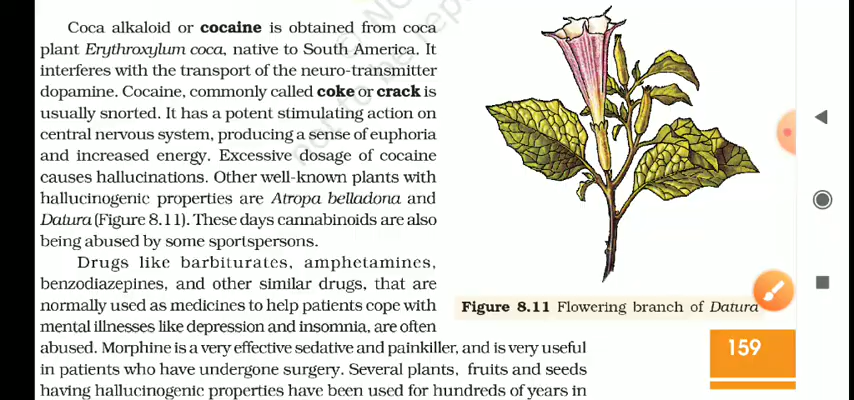 Coca alkaloid or cocaine is obtained from coca
plant Erythroxylum coca, native to South America. It
interferes with the transport of the neuro-transmitter
dopamine. Cocaine, commonly called coke or crack is
usually snorted. It has a potent stimulating action on
central nervous system, producing a sense of euphoria
and increased energy. Excessive dosage of cocaine
causes hallucinations. Other well-known plants with
hallucinogenic properties are Atropa belladona and
Datura (Figure 8.11). These days cannabinoids are also
being abused by some sportspersons.
Drugs like barbiturates, amphetamines,
benzodiazepines, and other similar drugs, that are
normally used as medicines to help patients cope with
mental illnesses like depression and insomnia, are often
abused. Morphine is a very effective sedative and painkiller, and is very useful
in patients who have undergone surgery. Several plants, fruits and seeds
having hallucinogenic properties have been used for hundreds of years in
Figure 8.11 Flowering branch of Datura
159